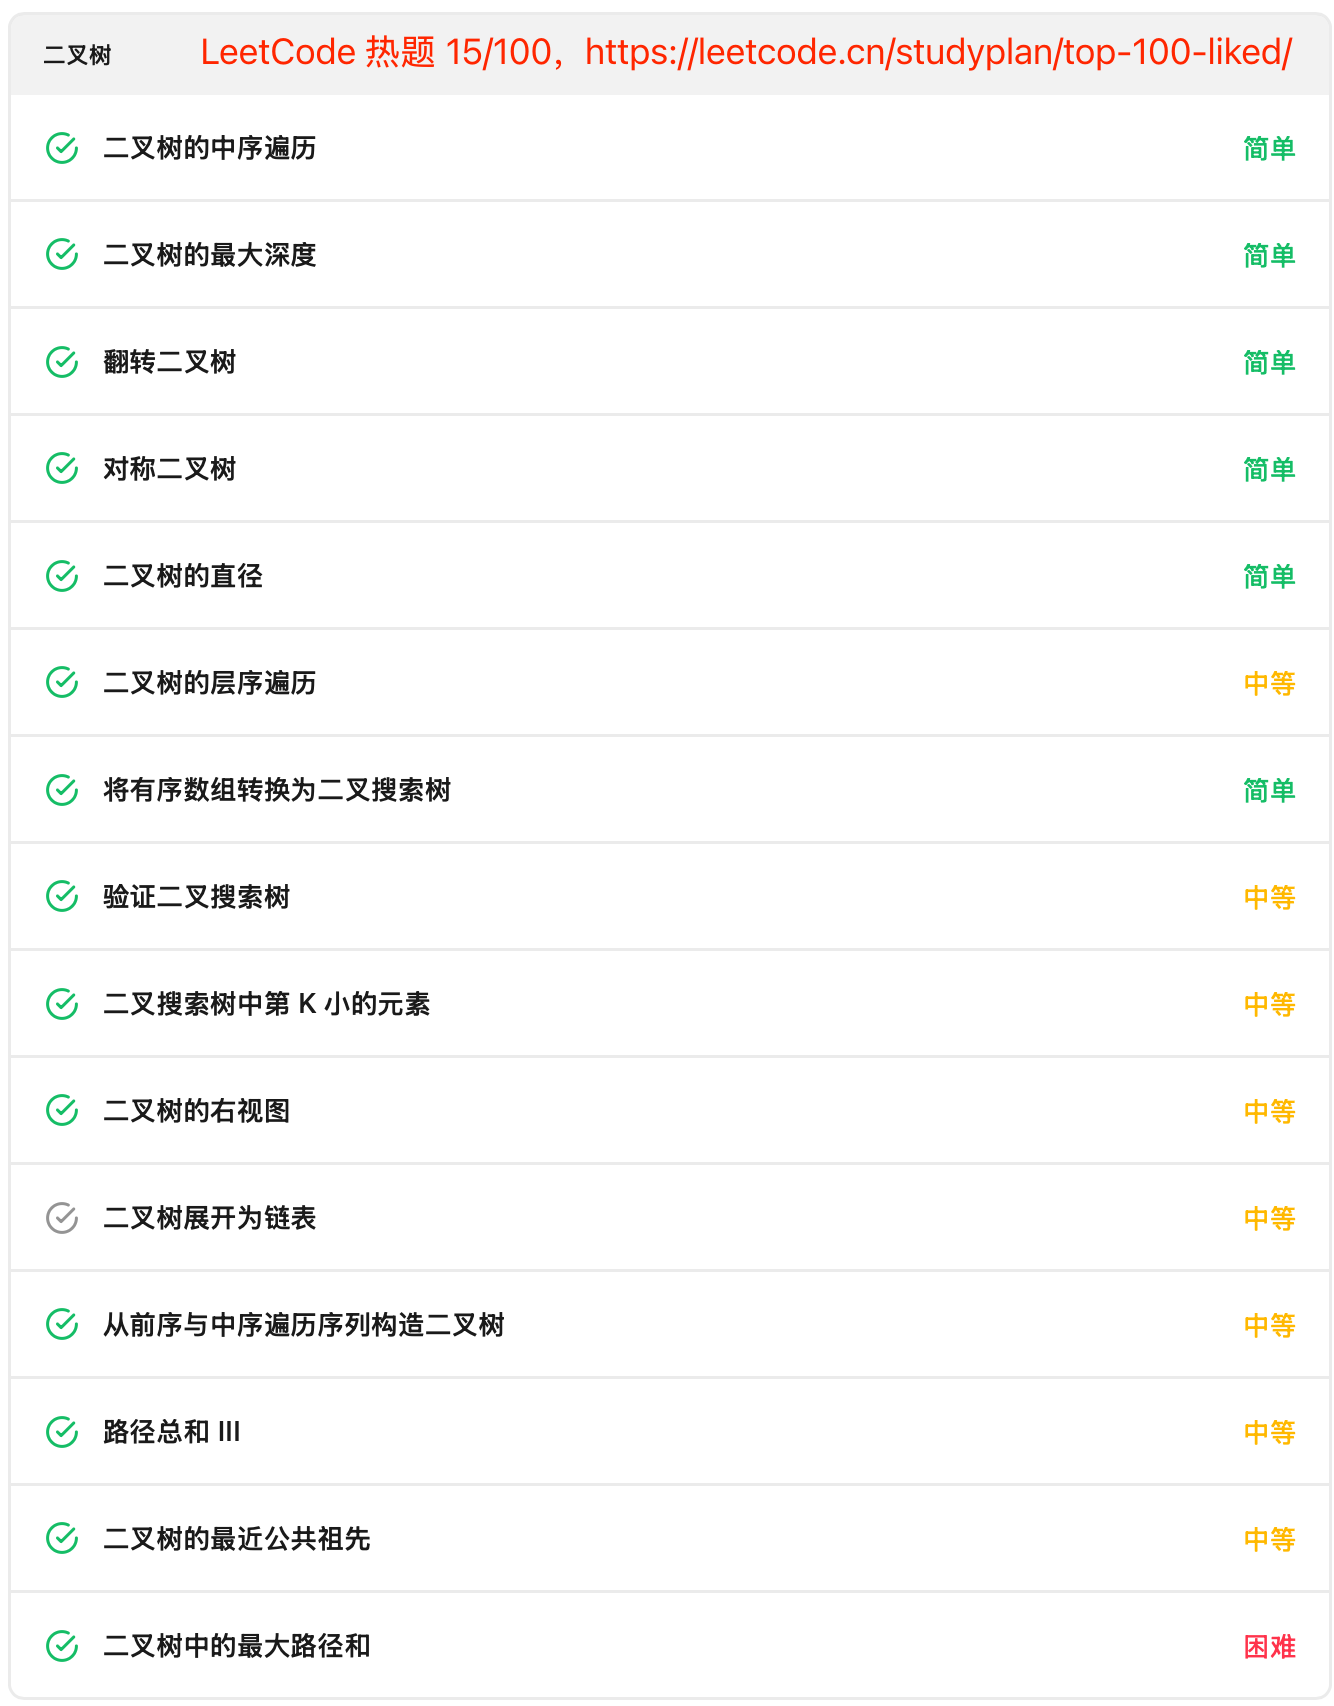 二叉树 LeetCode 热题 15/100，https://leetcode.cn/studyplan/top-100-liked/
二叉树的中序遍历 简单
二叉树的最大深度 简单
翻转二叉树 简单
对称二叉树 简单
二叉树的直径 简单
二叉树的层序遍历 中等
将有序数组转换为二叉搜索树 简单
验证二叉搜索树 中等
二叉搜索树中第 K 小的元素 中等
二叉树的右视图 中等
二叉树展开为链表 中等
从前序与中序遍历序列构造二叉树 中等
路径总和 III 中等
二叉树的最近公共祖先 中等
二叉树中的最大路径和 困难